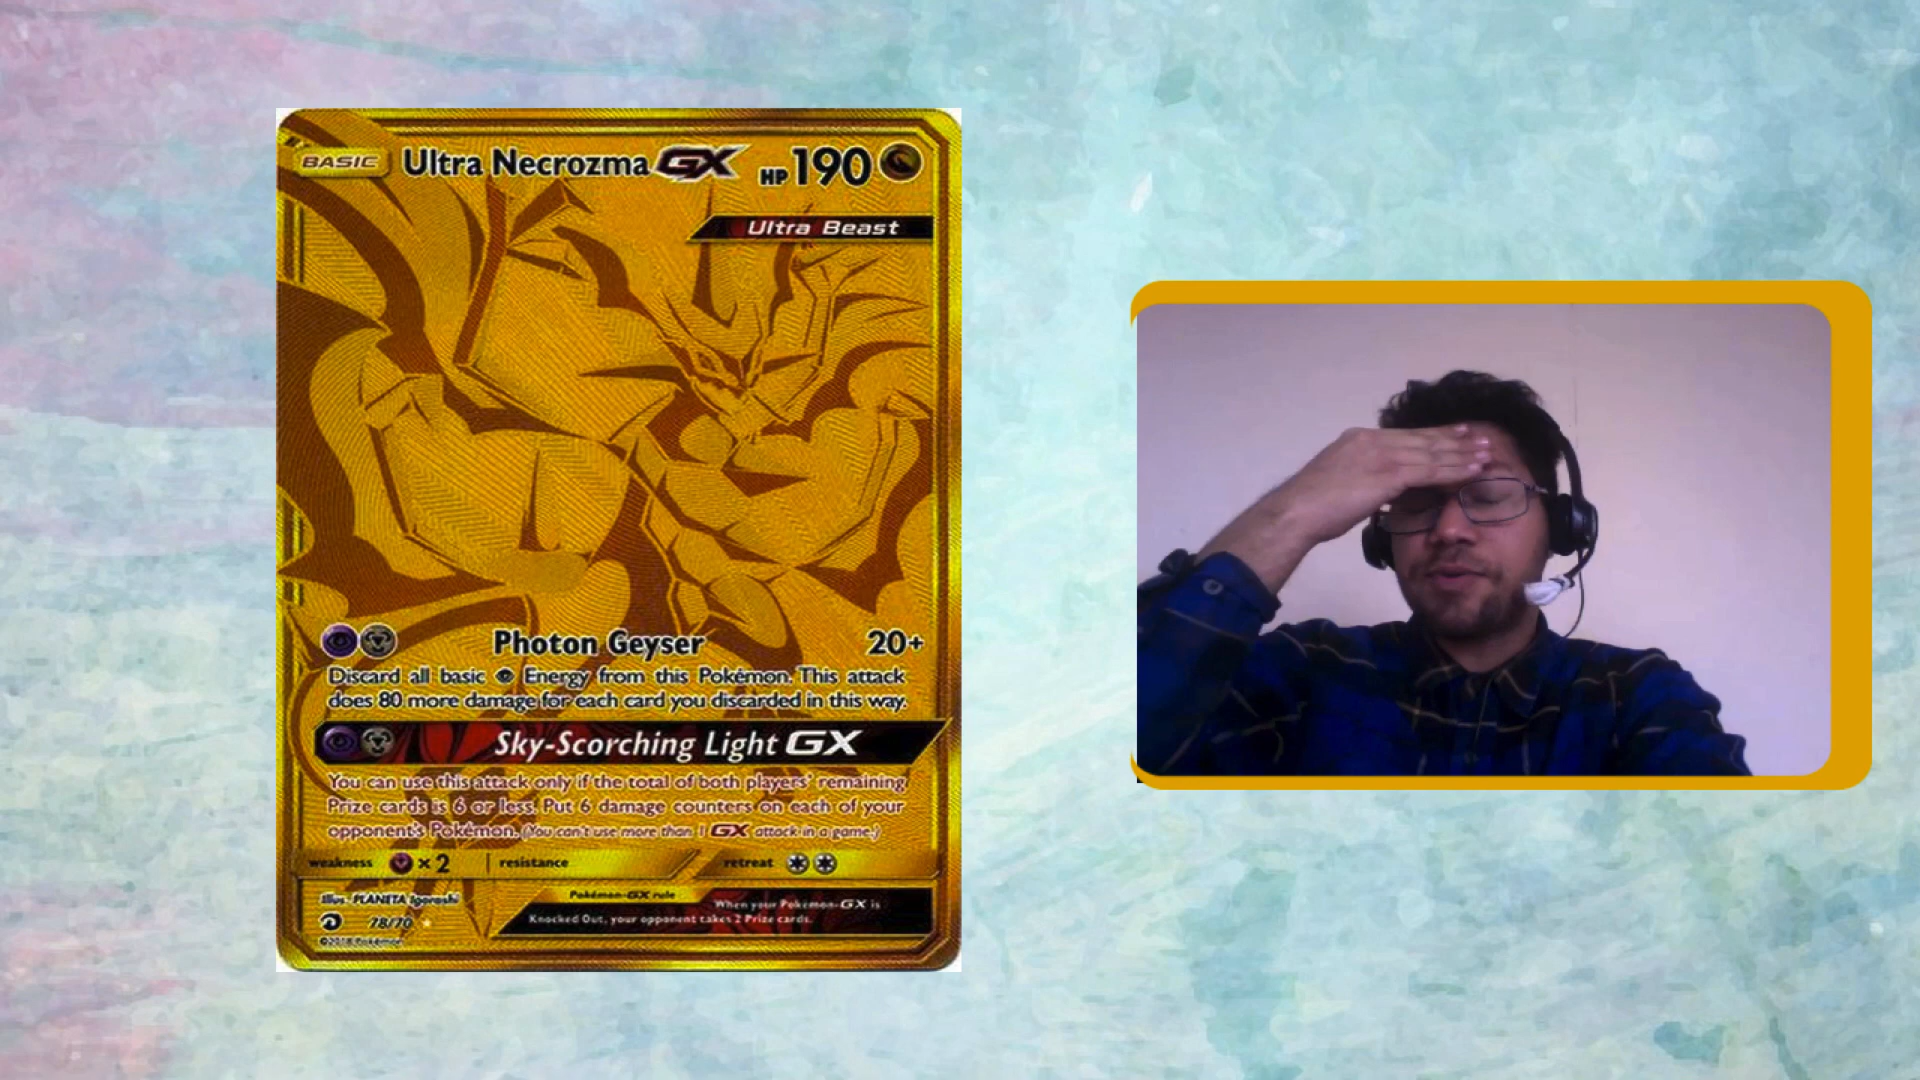 BASIC Ultra Necrozma GX HP 190
Ultra Beast
Photon Geyser 20+
Discard all basic Energy from this Pokémon. This attack
does 80 more damage for each card you discarded in this way.
Sky-Scorching Light GX
You can use this attack only if the total of both players' remaining
Prize cards is 6 or less. Put 6 damage counters on each of your
opponent's Pokémon. (You can't use more than 1 GX attack in a game.)
weakness ×2 resistance retreat
Illus. PLANETA Igarashi
78/70
©2018 Pokémon
Pokémon-GX rule
When your Pokémon-GX is
Knocked Out, your opponent takes 2 Prize cards.